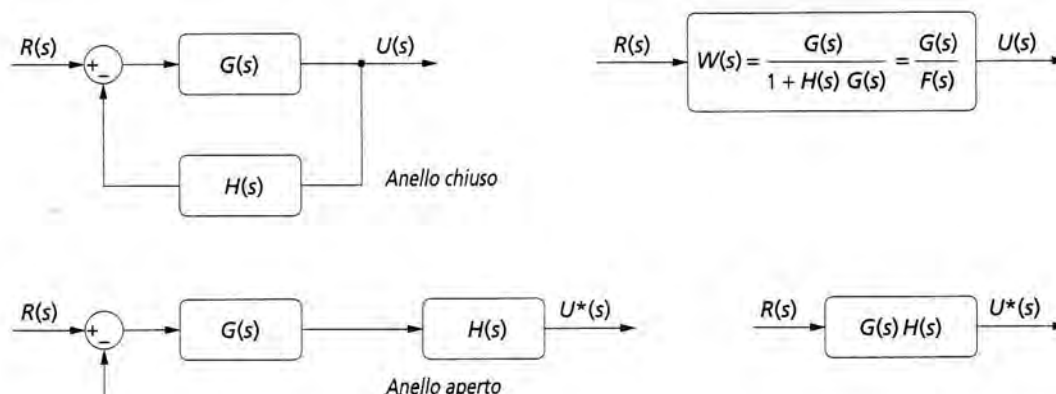 R(s)
+
−
G(s)
U(s)
H(s)
Anello chiuso
R(s)
W(s) = G(s) / 1 + H(s) G(s) = G(s) / F(s)
U(s)
R(s)
+
−
G(s)
H(s)
U*(s)
Anello aperto
R(s)
G(s) H(s)
U*(s)